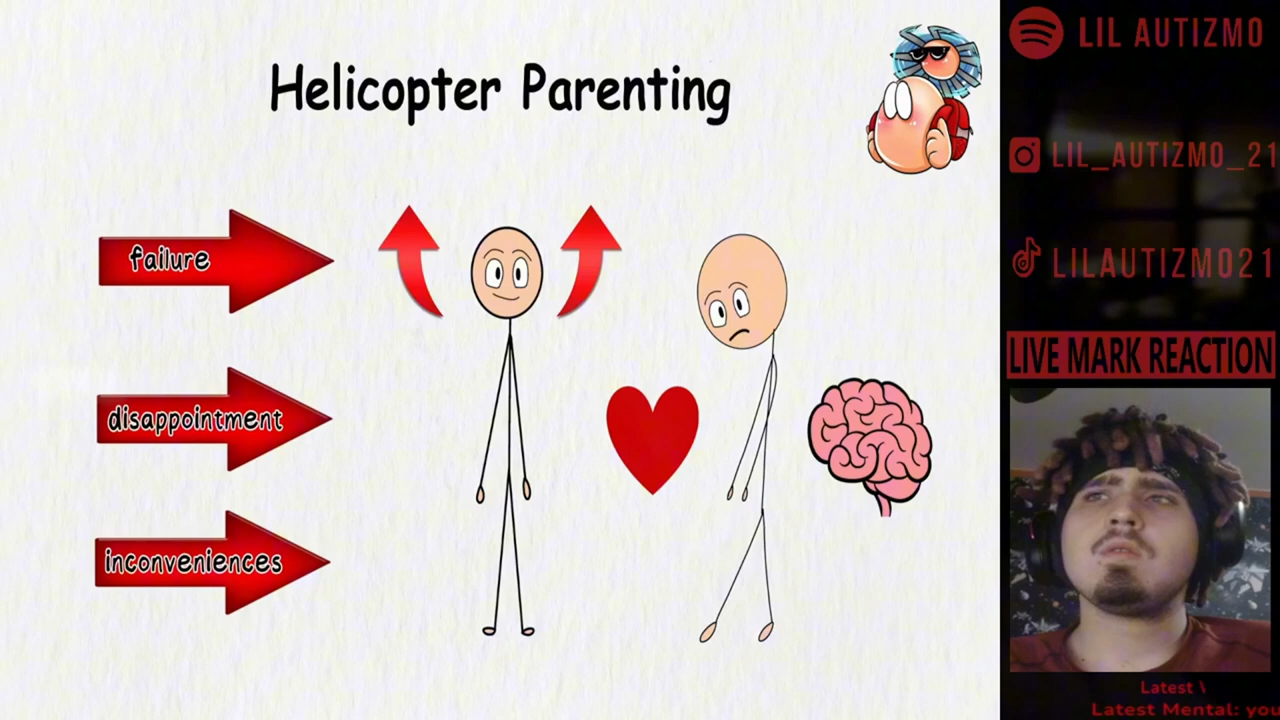 Helicopter Parenting
failure
disappointment
inconveniences
LIL AUTIZMO
LIL_AUTIZMO_21
LILAUTIZMO21
LIVE MARK REACTION
Latest \
Latest Mental: you